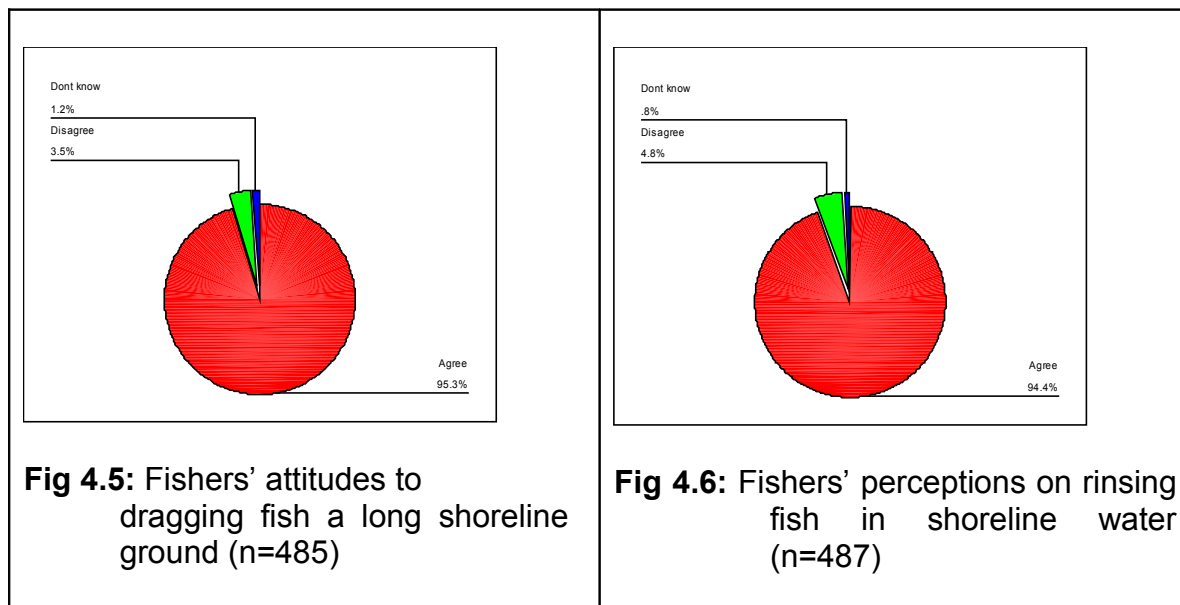 Dont know
1.2%
Disagree
3.5%
Agree
95.3%
Fig 4.5: Fishers’ attitudes to
dragging fish a long shoreline
ground (n=485)
Dont know
.8%
Disagree
4.8%
Agree
94.4%
Fig 4.6: Fishers’ perceptions on rinsing
fish in shoreline water
(n=487)